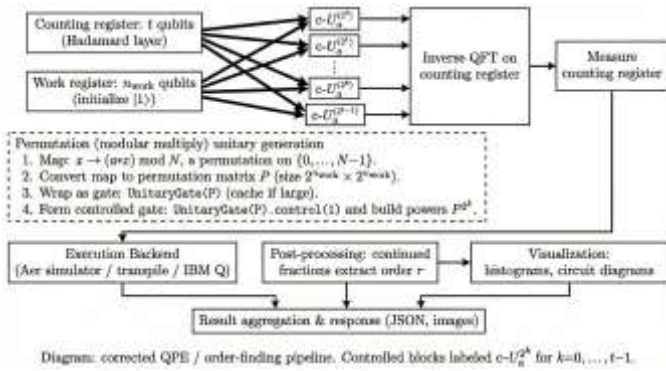 Counting register: t qubits
(Hadamard layer)
Work register: n_work qubits
(initialize |1⟩)
⋮
Inverse QFT on
counting register
Measure
counting register
Permutation (modular multiply) unitary generation
1. Map: x → (a*x) mod N, a permutation on {0, ..., N−1}.
2. Convert map to permutation matrix P (size 2^{n_work} × 2^{n_work}).
3. Wrap as gate: UnitaryGate(P) (cache if large).
4. Form controlled gate: UnitaryGate(P).control(1) and build powers P^{2^k}.
Execution Backend
(Aer simulator / transpile / IBM Q)
Post-processing: continued
fractions extract order r
Visualization:
histograms, circuit diagrams
Result aggregation & response (JSON, images)
Diagram: corrected QPE / order-finding pipeline. Controlled blocks labeled c-U_a^{2^k} for k=0, ..., t−1.